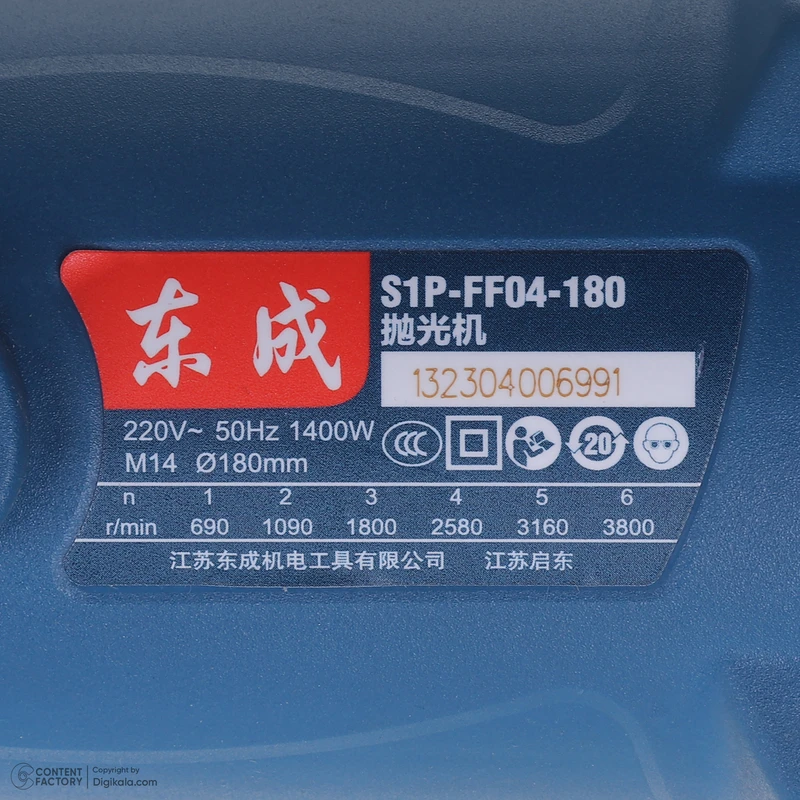 东成
S1P-FF04-180
抛光机
132304006991
220V~ 50Hz 1400W
M14 Ø180mm
CCC
20
n 1 2 3 4 5 6
r/min 690 1090 1800 2580 3160 3800
江苏东成机电工具有限公司 江苏启东
CONTENT FACTORY
Copyright by
Digikala.com